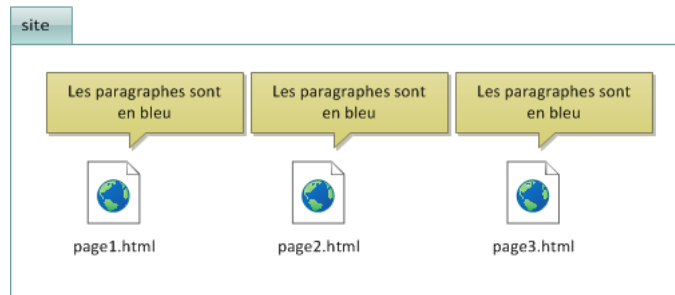 site
Les paragraphes sont
en bleu
Les paragraphes sont
en bleu
Les paragraphes sont
en bleu
page1.html
page2.html
page3.html